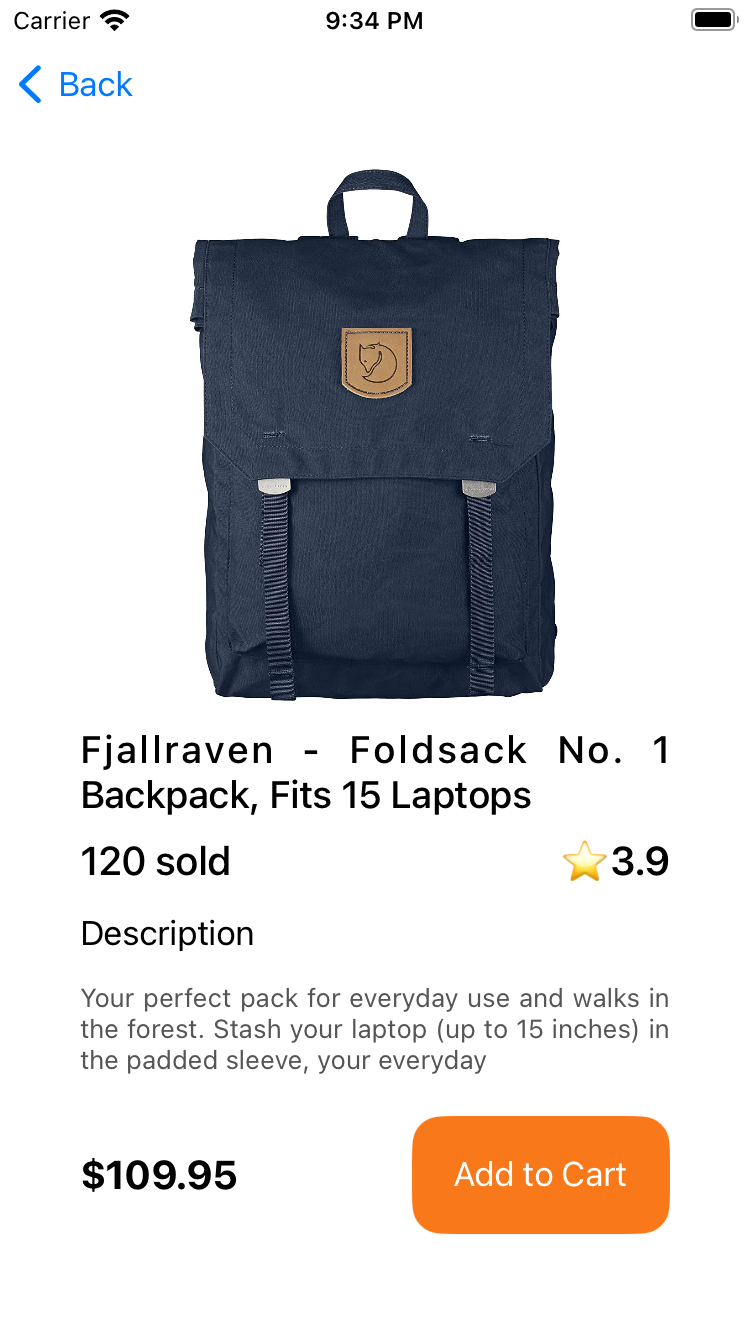 Carrier 9:34 PM
Back
Fjallraven - Foldsack No. 1
Backpack, Fits 15 Laptops
120 sold ⭐3.9
Description
Your perfect pack for everyday use and walks in
the forest. Stash your laptop (up to 15 inches) in
the padded sleeve, your everyday
$109.95 Add to Cart